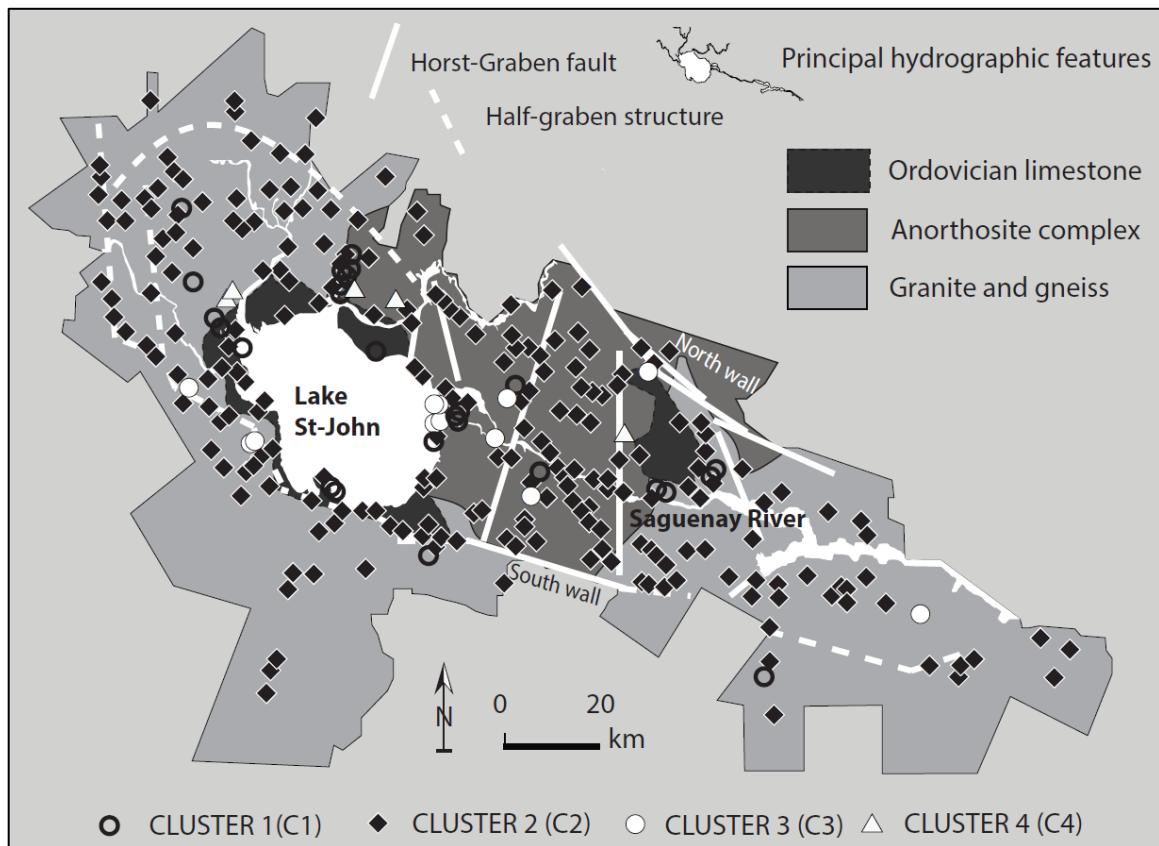 Horst-Graben fault
Principal hydrographic features
Half-graben structure
Ordovician limestone
Anorthosite complex
Granite and gneiss
North wall
Lake
St-John
Saguenay River
South wall
N
0 20
km
CLUSTER 1(C1) CLUSTER 2 (C2) CLUSTER 3 (C3) CLUSTER 4 (C4)